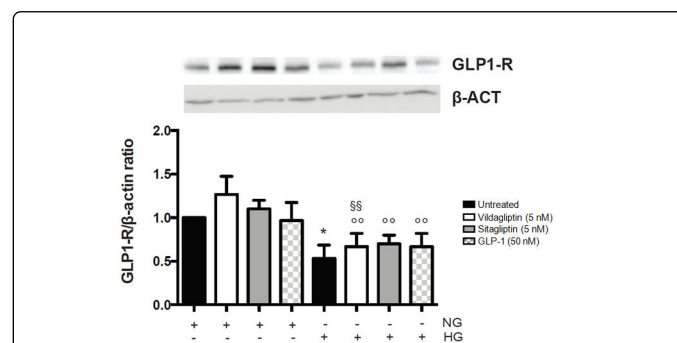 GLP1-R
β-ACT
GLP1-R/β-actin ratio
2.0
1.5
1.0
0.5
0.0
*
§§
°° °° °°
Untreated
Vildagliptin (5 nM)
Sitagliptin (5 nM)
GLP-1 (50 nM)
+ + + + - - - - NG
- - - - + + + + HG